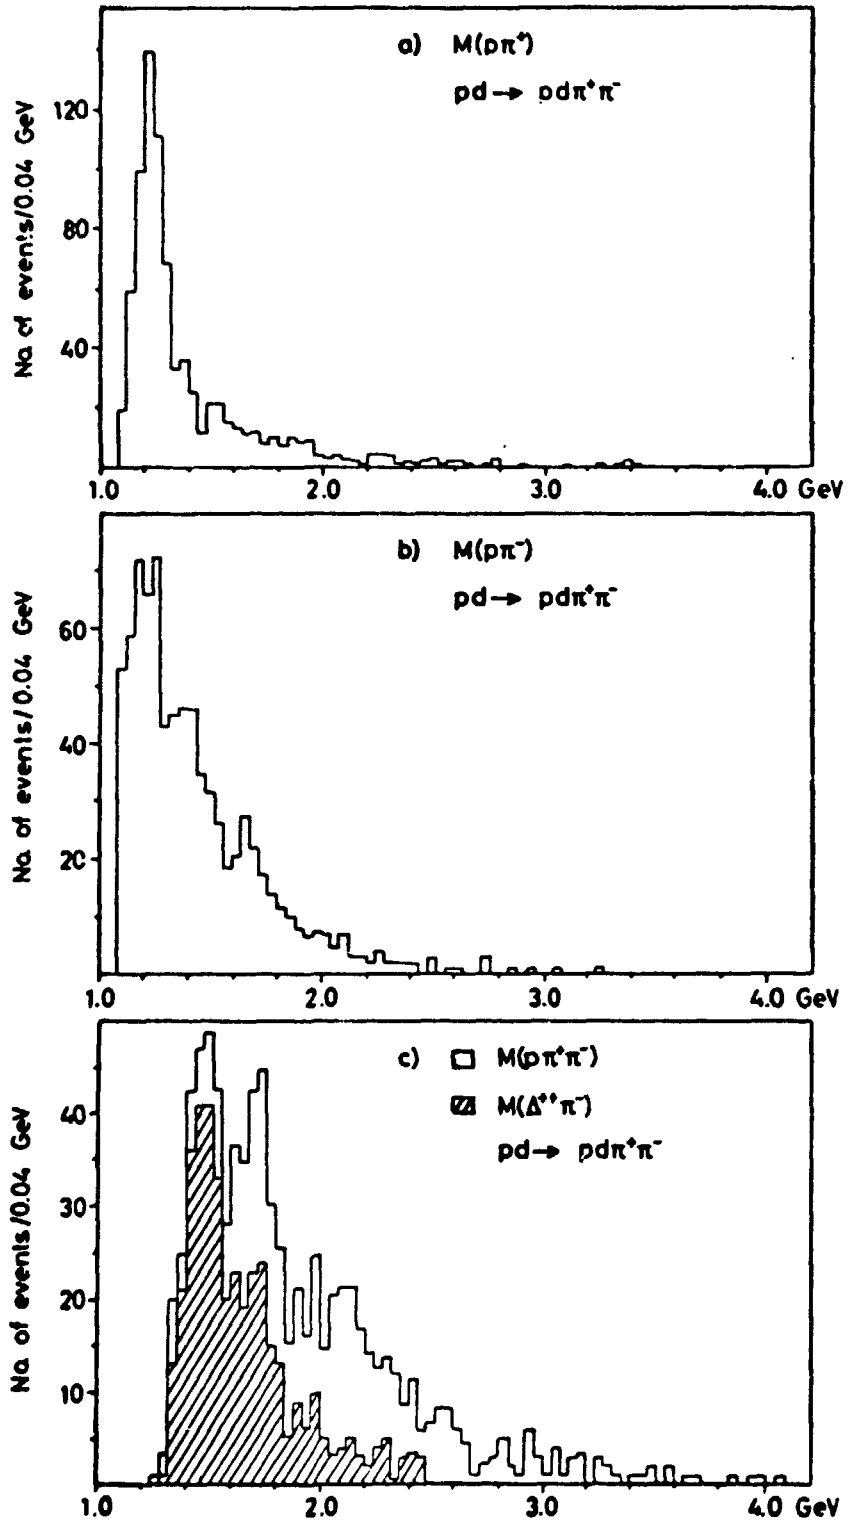 a) M(pπ⁺)
pd → pdπ⁺π⁻
No. of events/0.04 GeV
120
80
40
1.0 2.0 3.0 4.0 GeV
b) M(pπ⁻)
pd → pdπ⁺π⁻
No. of events/0.04 GeV
60
40
20
1.0 2.0 3.0 4.0 GeV
c) M(pπ⁺π⁻)
M(Δ⁺⁺π⁻)
pd → pdπ⁺π⁻
No. of events/0.04 GeV
40
30
20
10
1.0 2.0 3.0 4.0 GeV